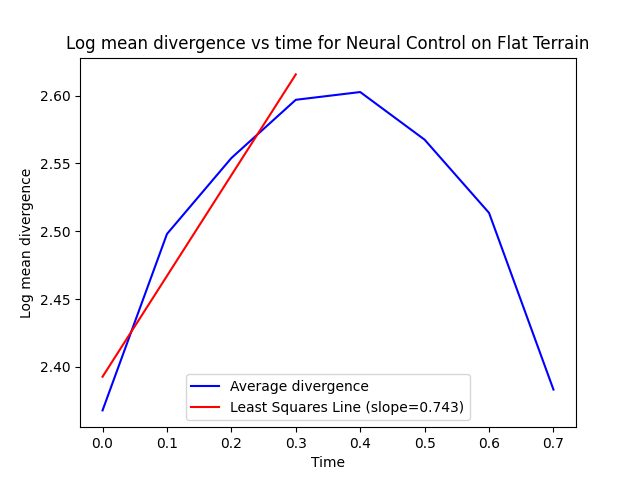 Log mean divergence vs time for Neural Control on Flat Terrain
Log mean divergence
2.60
2.55
2.50
2.45
2.40
Average divergence
Least Squares Line (slope=0.743)
0.0 0.1 0.2 0.3 0.4 0.5 0.6 0.7
Time